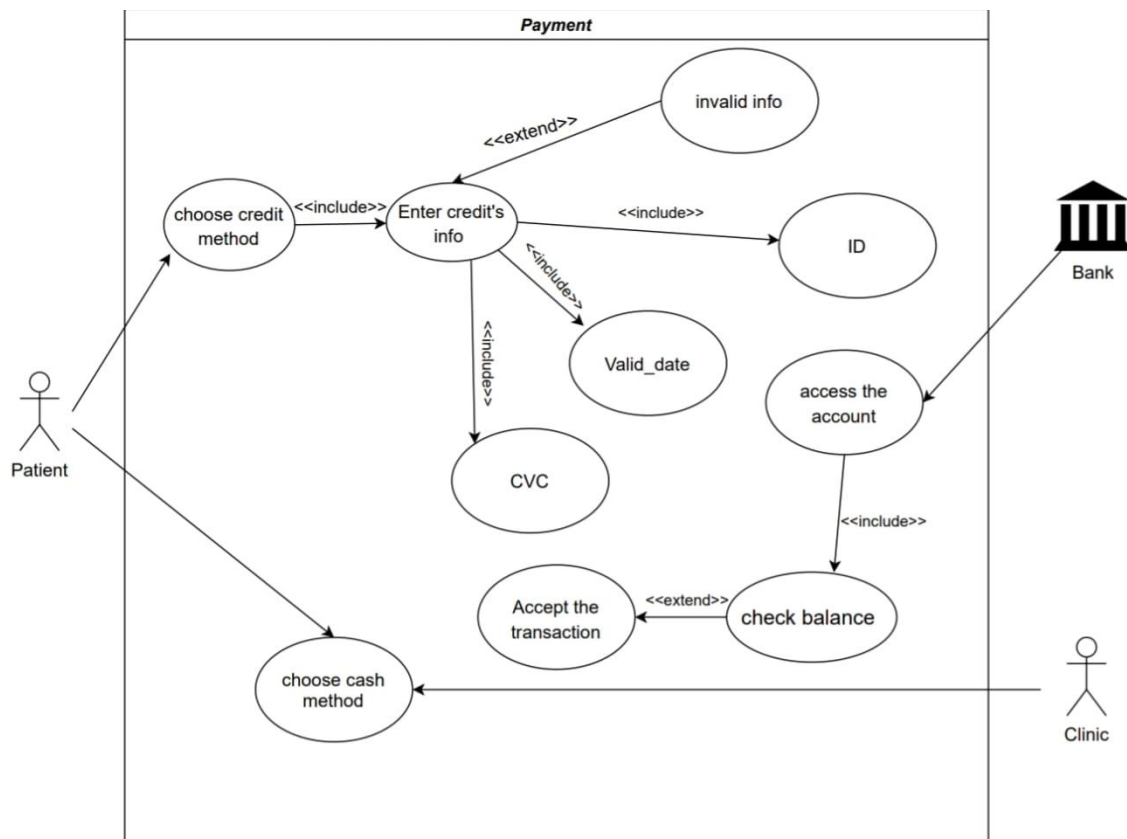 Payment
invalid info
<<extend>>
choose credit
method
<<include>>
Enter credit's
info
<<include>>
ID
Bank
<<include>>
<<include>>
Valid_date
access the
account
Patient
CVC
<<include>>
Accept the
transaction
<<extend>>
check balance
choose cash
method
Clinic